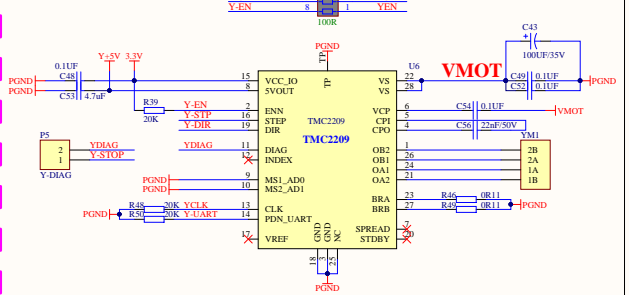 Y-EN 8 1 YEN
100R
PGND
TP
C43
100UF/35V
0.1UF
Y+5V 3.3V
U6
VMOT
PGND C48
PGND C53 4.7uF
15 VCC_IO TP VS 22
8 5VOUT VS 28
C49 0.1UF
C52 0.1UF
PGND
R39 20K
Y-EN 2 ENN
Y-STP 16 STEP
Y-DIR 19 DIR
TMC2209
TMC2209
VCP 6 C54 0.1UF VMOT
CPI 5
CPO 4 C56 22nF/50V
P5
2 YDIAG
1 Y-STOP
Y-DIAG
YDIAG 11 DIAG
12 INDEX
OB2 1
OB1 26
OA1 24
OA2 21
YM1
2B
2A
1A
1B
PGND 9 MS1_AD0
PGND 10 MS2_AD1
BRA 23 R46 0R11
BRB 27 R49 0R11
PGND
PGND
R48 20K YCLK 13 CLK
R50 20K Y-UART 14 PDN_UART
17 VREF
SPREAD 7
STDBY 20
GND GND NC
18 3 25
PGND